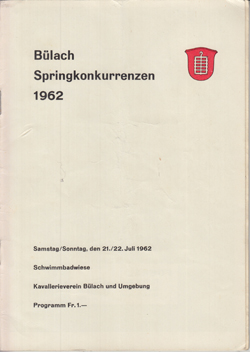 Bülach
Springkonkurrenzen
1962
Samstag/Sonntag, den 21./22. Juli 1962
Schwimmbadwiese
Kavallerieverein Bülach und Umgebung
Programm Fr. 1.—